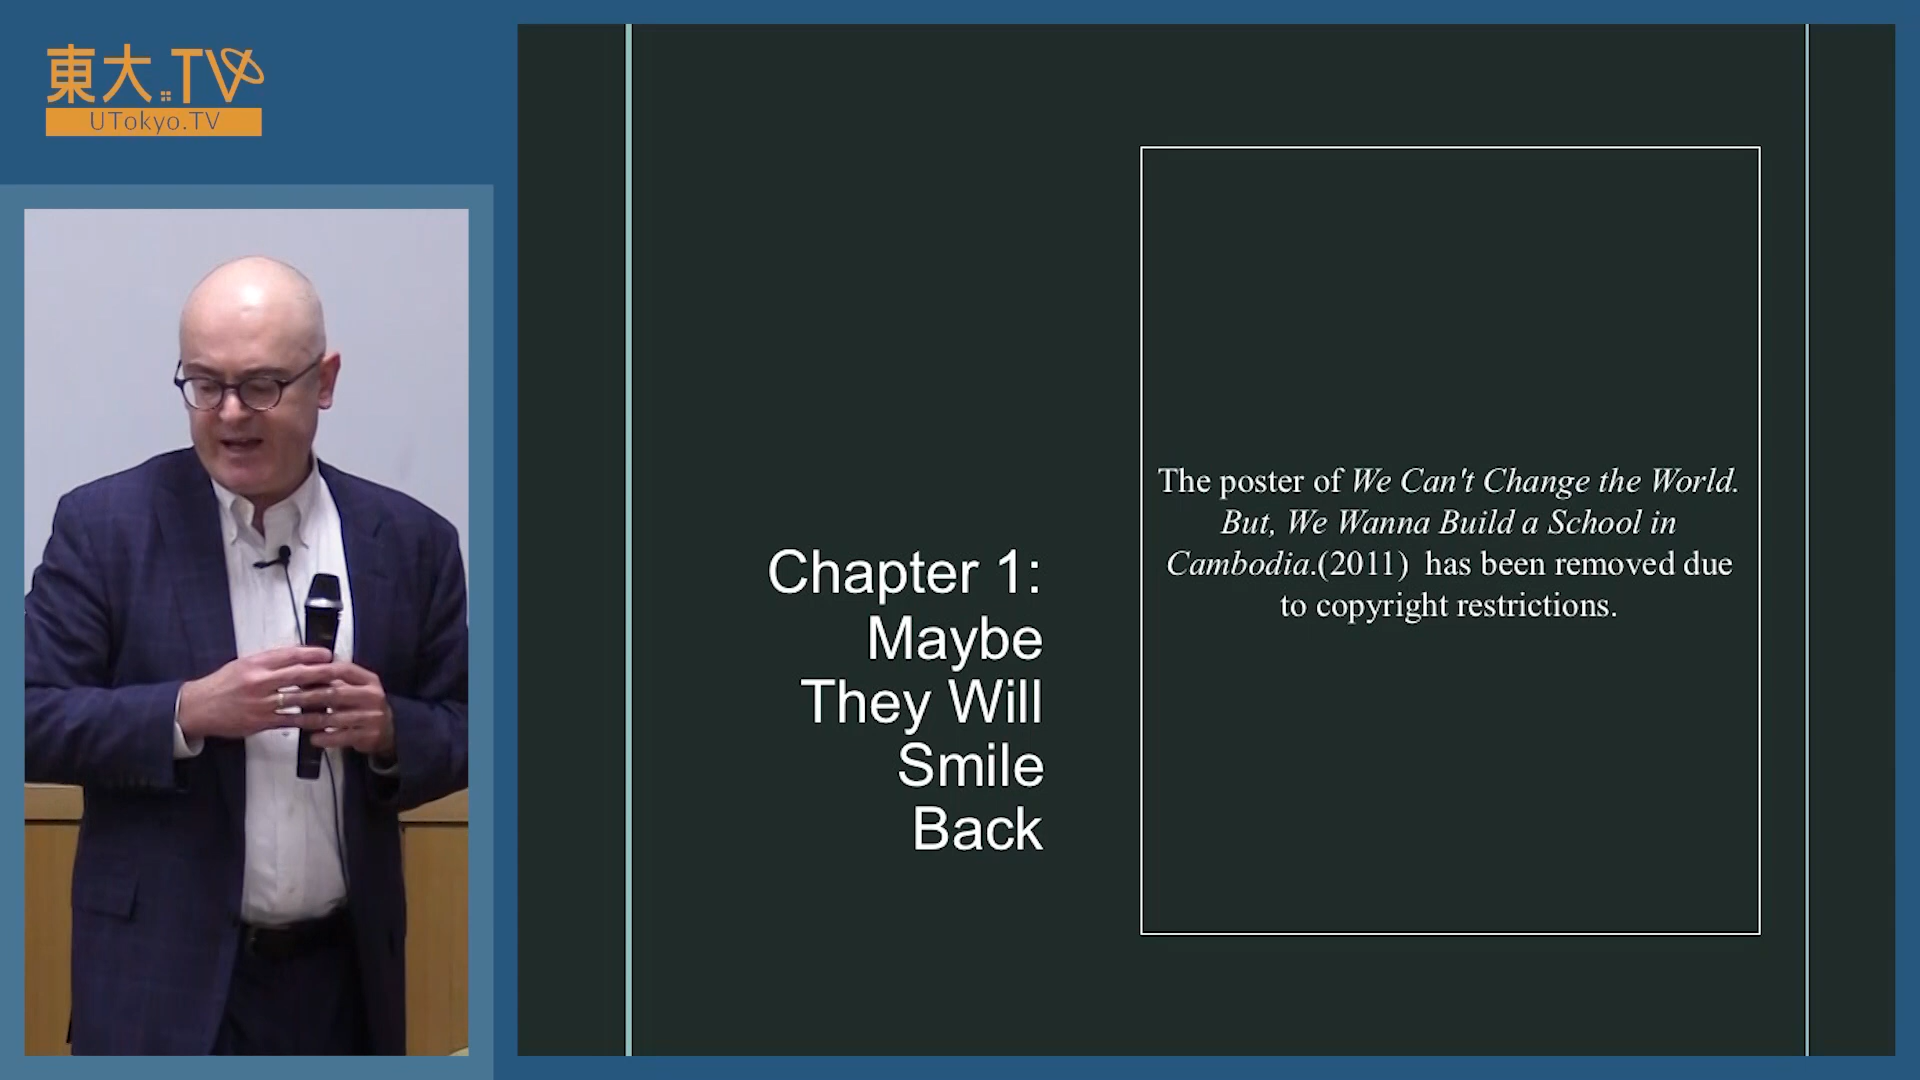 東大.TV
UTokyo.TV
Chapter 1:
Maybe
They Will
Smile
Back
The poster of We Can't Change the World.
But, We Wanna Build a School in
Cambodia.(2011)  has been removed due
to copyright restrictions.